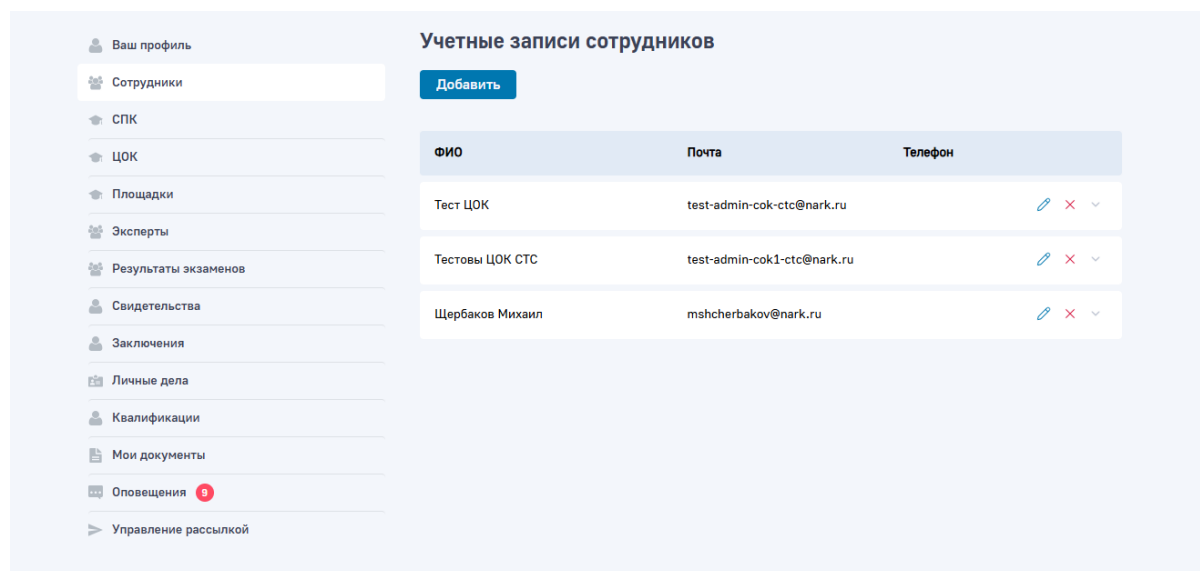 Ваш профиль
Сотрудники
СПК
ЦОК
Площадки
Эксперты
Результаты экзаменов
Свидетельства
Заключения
Личные дела
Квалификации
Мои документы
Оповещения 9
Управление рассылкой
Учетные записи сотрудников
Добавить
ФИО Почта Телефон
Тест ЦОК test-admin-cok-ctc@nark.ru
Тестовы ЦОК СТС test-admin-cok1-ctc@nark.ru
Щербаков Михаил mshcherbakov@nark.ru